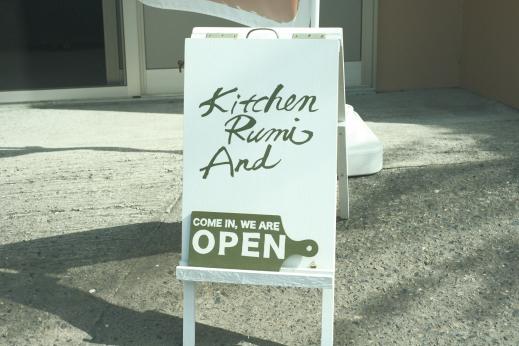 Kitchen
Rumi
And
COME IN, WE ARE
OPEN